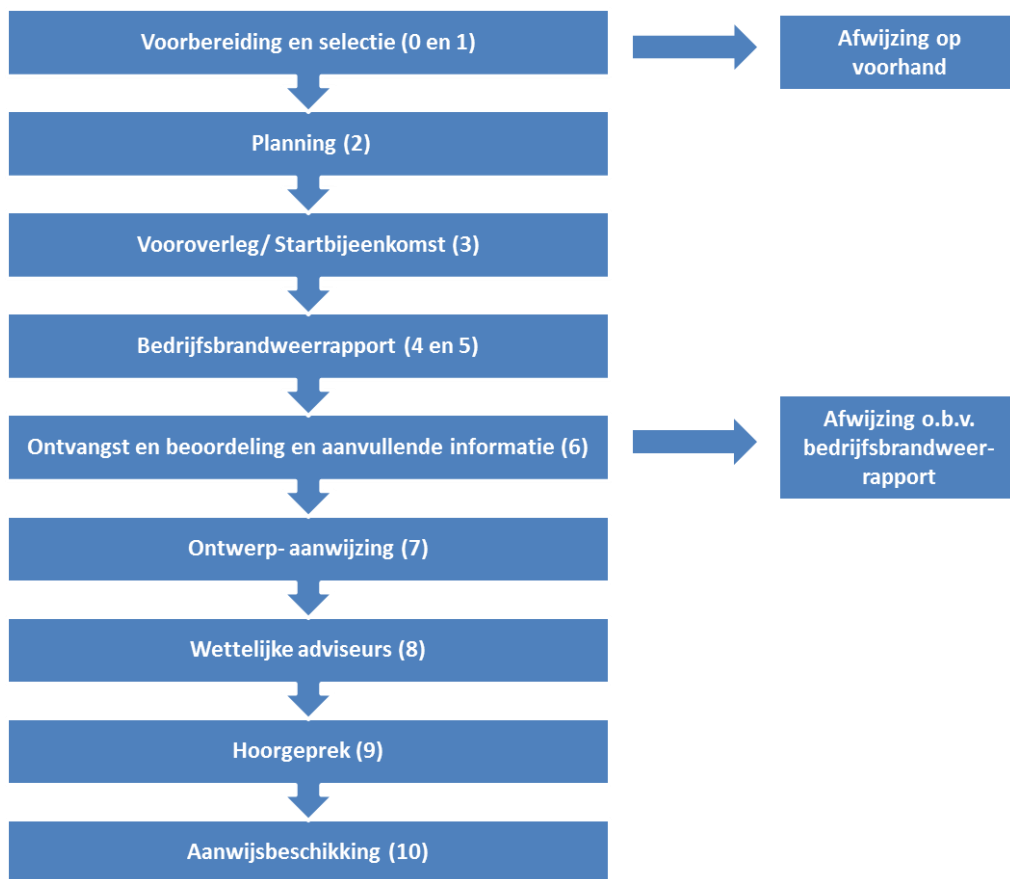 Voorbereiding en selectie (0 en 1)
Afwijzing op
voorhand
Planning (2)
Vooroverleg/ Startbijeenkomst (3)
Bedrijfsbrandweerrapport (4 en 5)
Ontvangst en beoordeling en aanvullende informatie (6)
Afwijzing o.b.v.
bedrijfsbrandweer-
rapport
Ontwerp- aanwijzing (7)
Wettelijke adviseurs (8)
Hoorgeprek (9)
Aanwijsbeschikking (10)